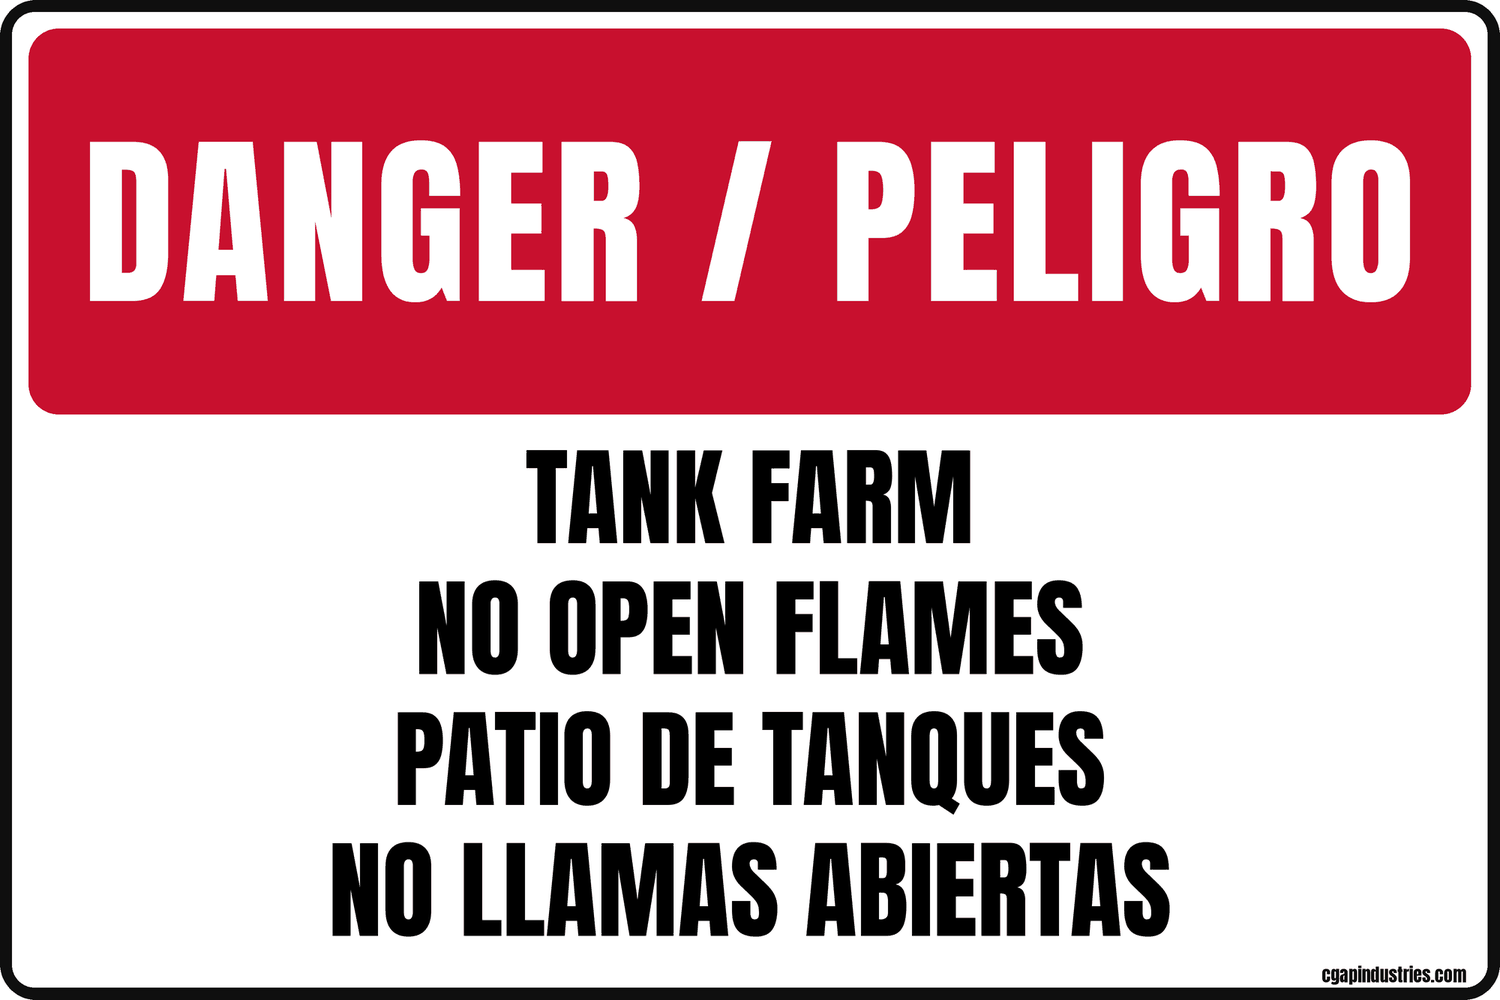 DANGER / PELIGRO
TANK FARM
NO OPEN FLAMES
PATIO DE TANQUES
NO LLAMAS ABIERTAS
cgapindustries.com